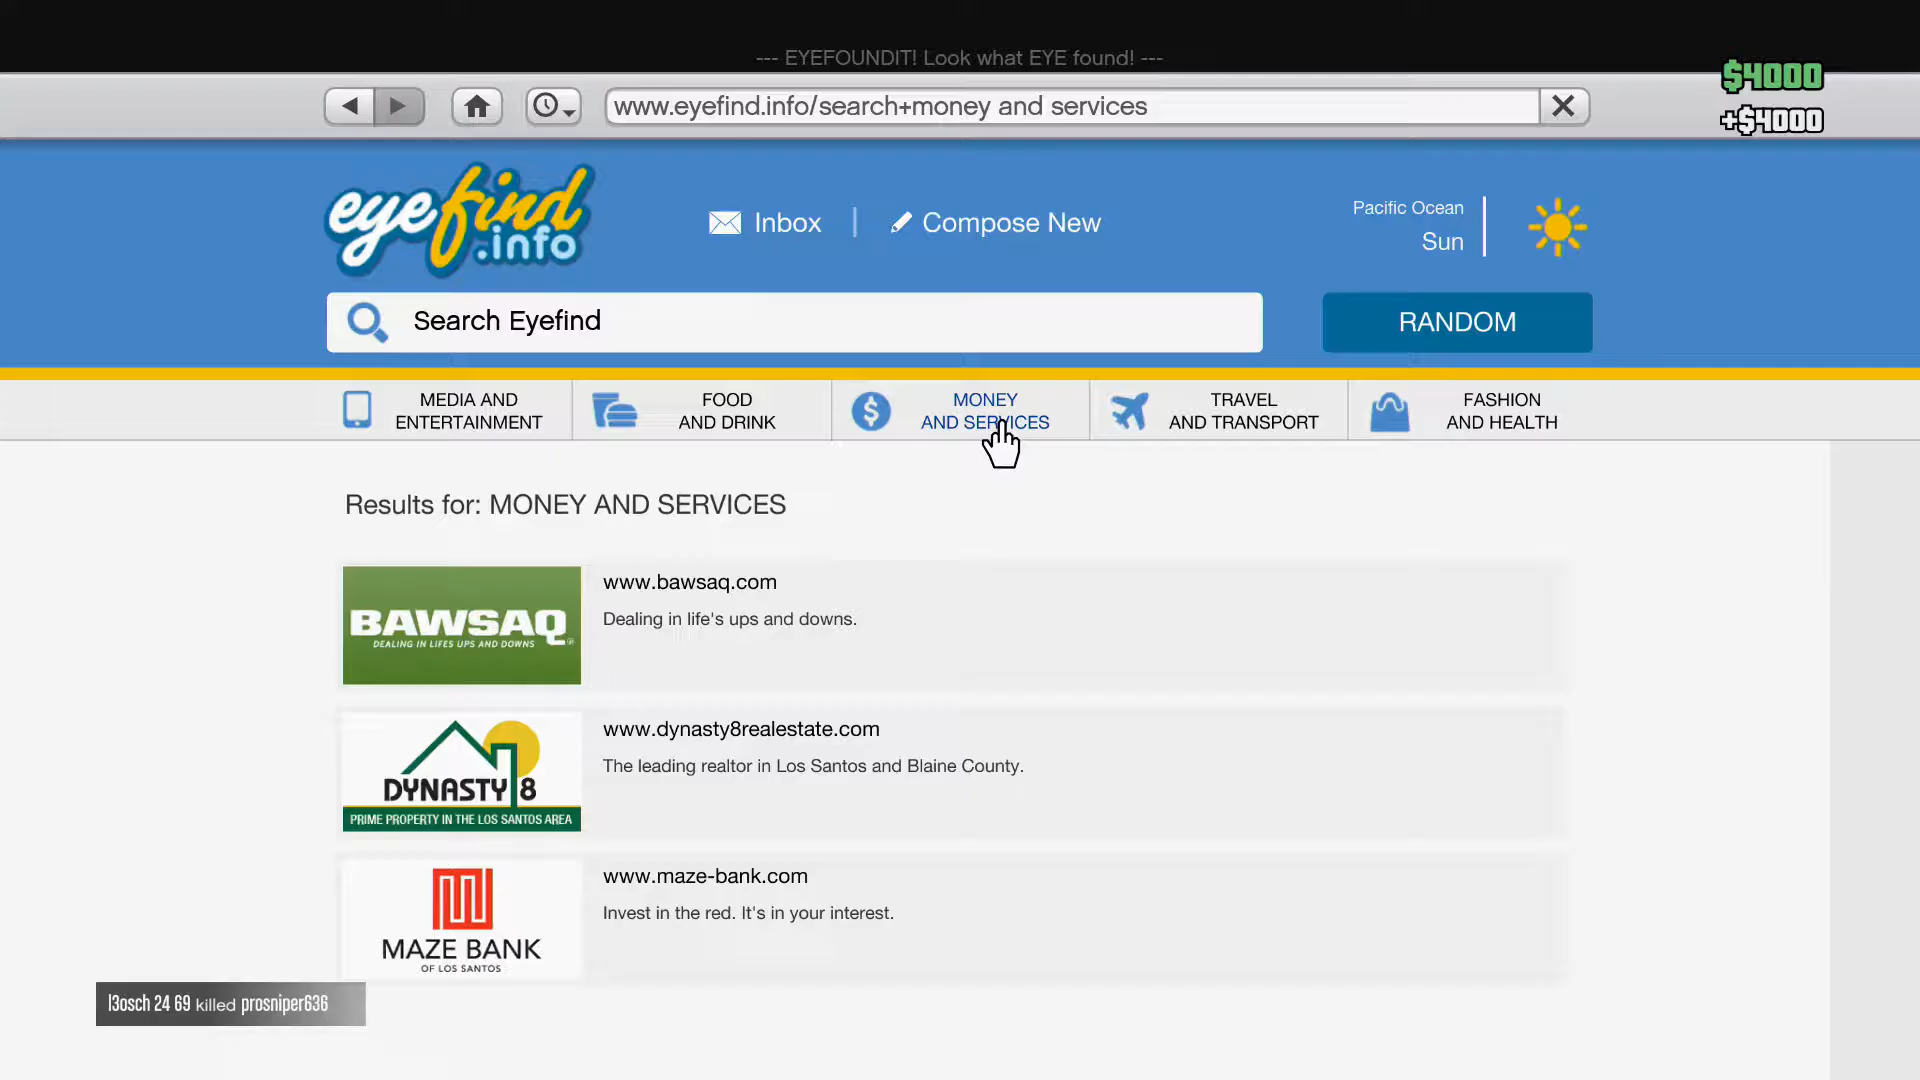 --- EYEFOUNDIT! Look what EYE found! ---
$4000
+$4000
www.eyefind.info/search+money and services
eyefind
.info
Inbox
Compose New
Pacific Ocean
Sun
Search Eyefind
RANDOM
MEDIA AND
ENTERTAINMENT
FOOD
AND DRINK
MONEY
AND SERVICES
TRAVEL
AND TRANSPORT
FASHION
AND HEALTH
Results for: MONEY AND SERVICES
BAWSAQ
DEALING IN LIFES UPS AND DOWNS
www.bawsaq.com
Dealing in life's ups and downs.
DYNASTY 8
PRIME PROPERTY IN THE LOS SANTOS AREA
www.dynasty8realestate.com
The leading realtor in Los Santos and Blaine County.
MAZE BANK
OF LOS SANTOS
www.maze-bank.com
Invest in the red. It's in your interest.
l3osch 24 69 killed prosniper636